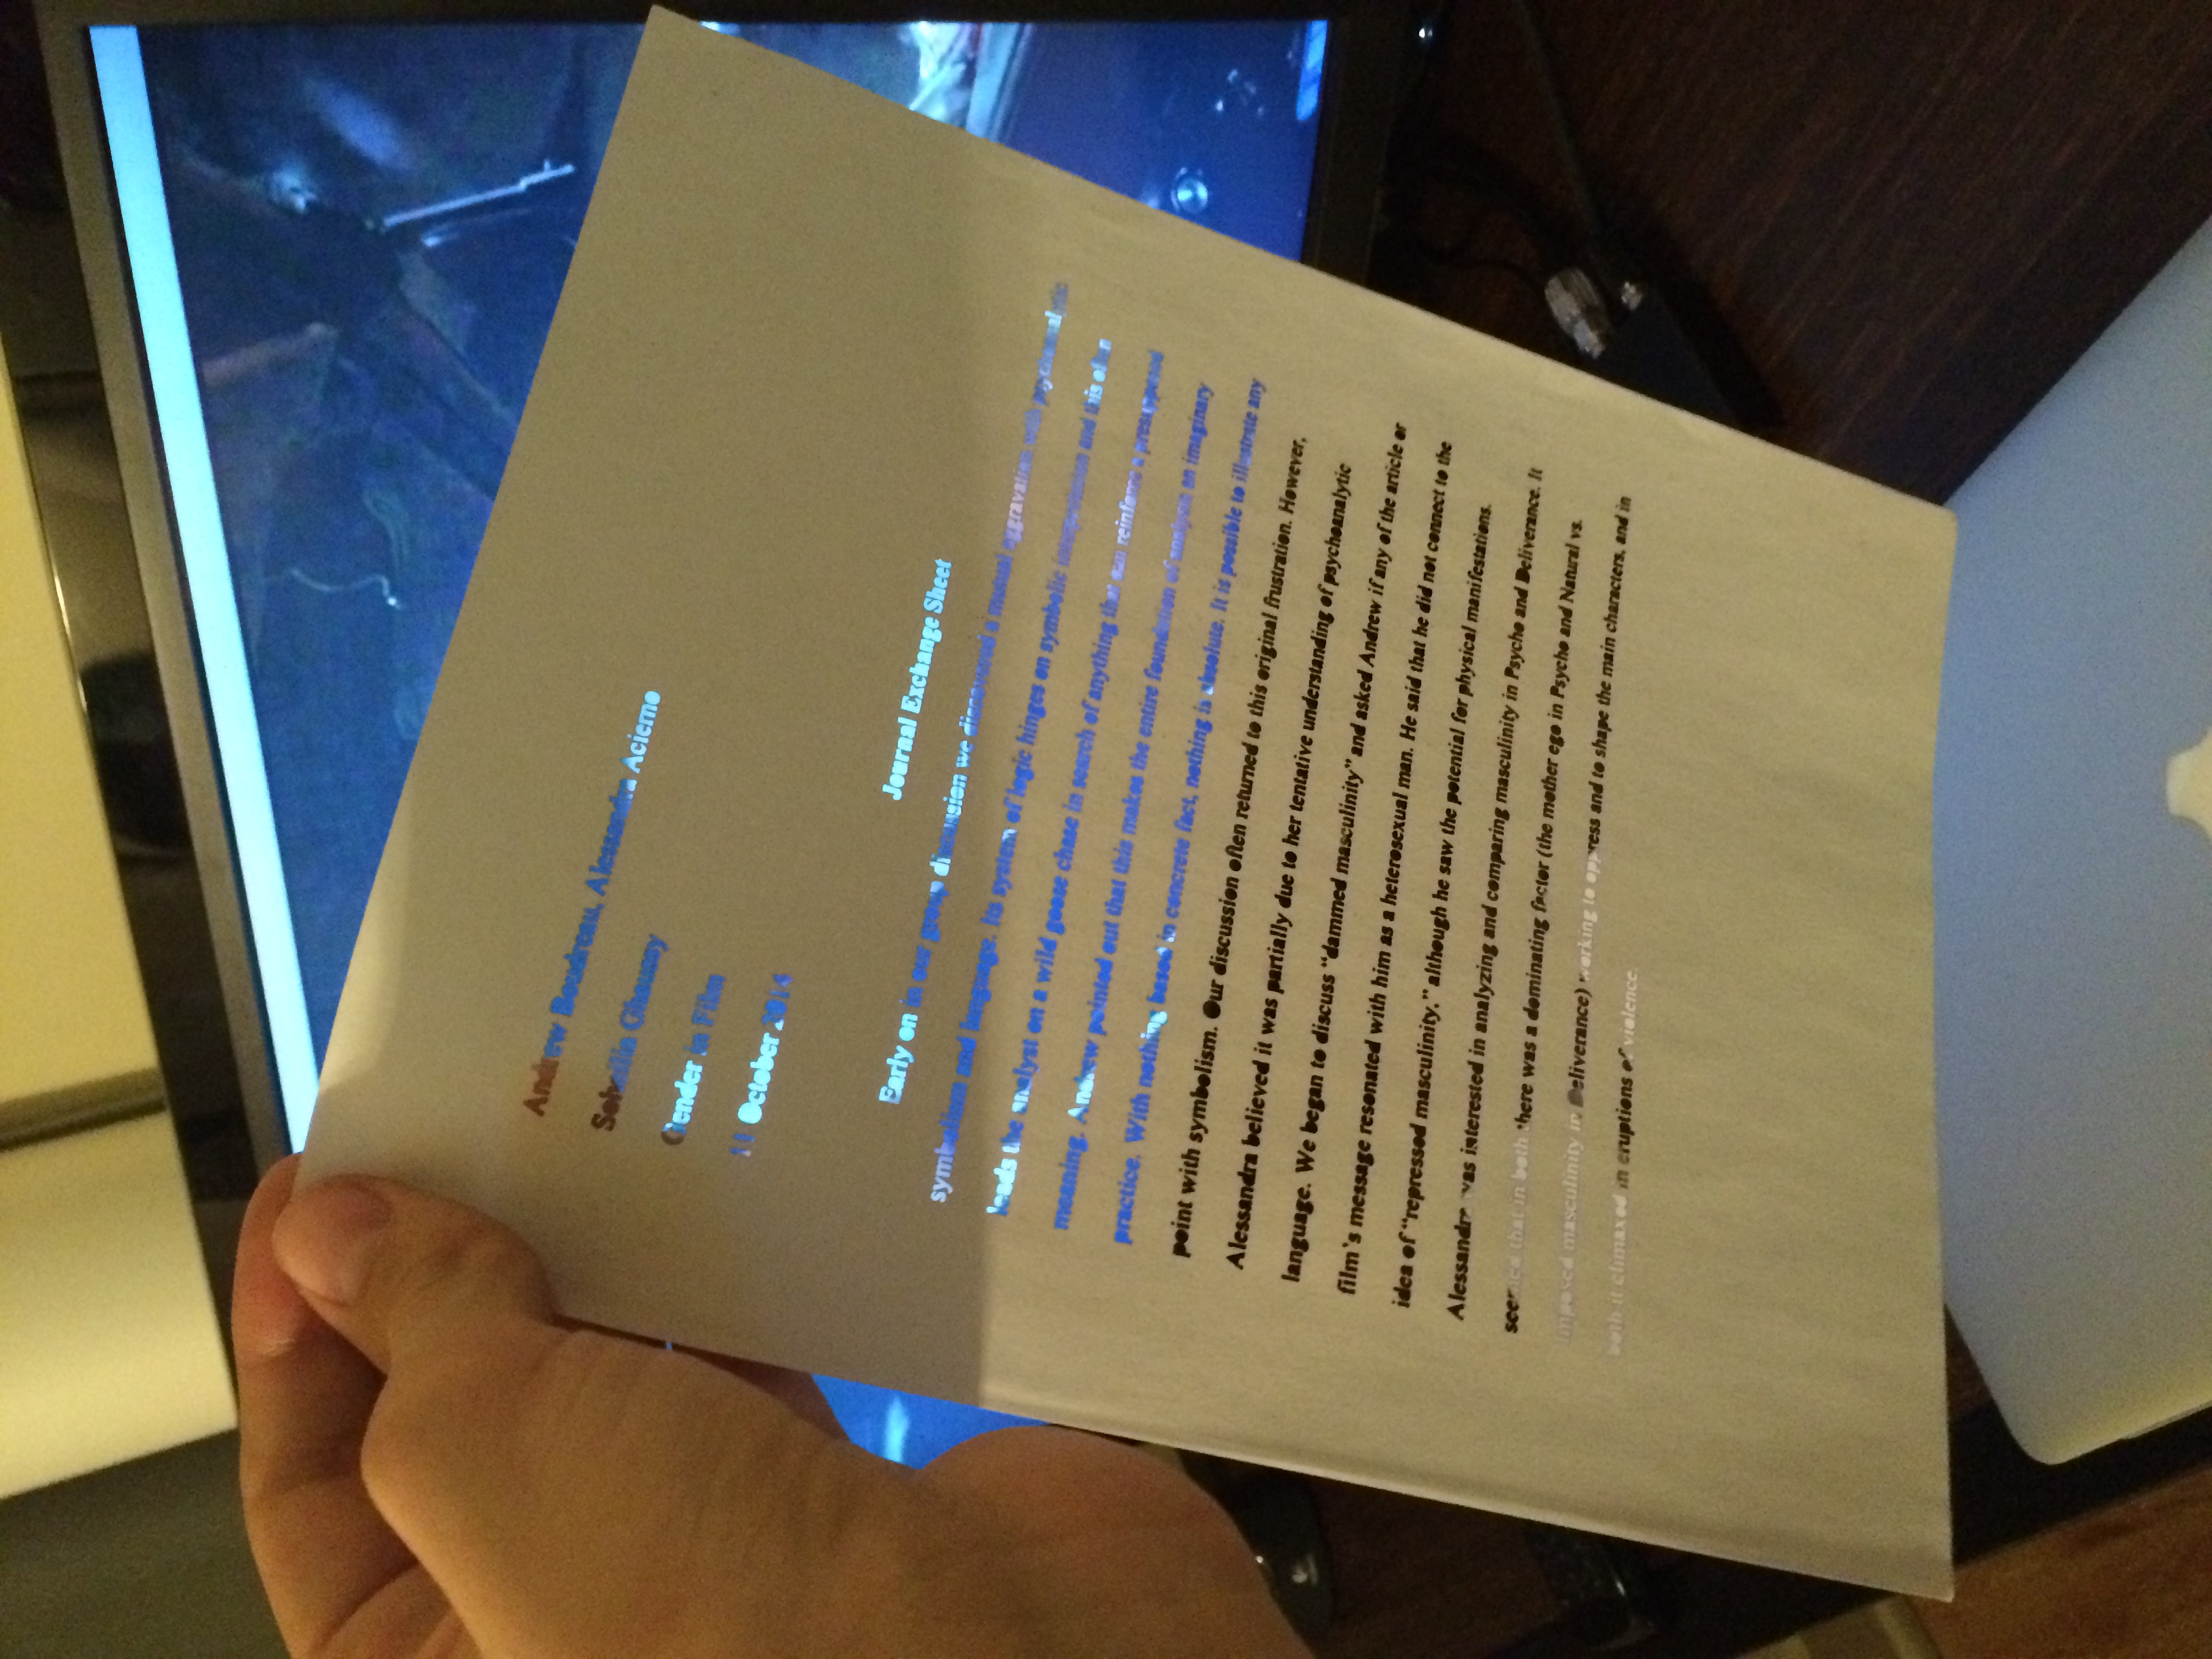 Andrew Boudreau, Alessandra Acierno
Sohailia Ghaussy
Gender in Film
11 October 2014
Journal Exchange Sheet
Early on in our group discussion we discovered a mutual aggravation with psychoanalytic
symbolism and language. Its system of logic hinges on symbolic interpretation and this often
leads the analyst on a wild goose chase in search of anything that can reinforce a presupposed
meaning. Andrew pointed out that this makes the entire foundation of analysis an imaginary
practice. With nothing based in concrete fact, nothing is absolute. It is possible to illustrate any
point with symbolism. Our discussion often returned to this original frustration. However,
Alessandra believed it was partially due to her tentative understanding of psychoanalytic
language. We began to discuss “dammed masculinity” and asked Andrew if any of the article or
film’s message resonated with him as a heterosexual man. He said that he did not connect to the
idea of “repressed masculinity,” although he saw the potential for physical manifestations.
Alessandra was interested in analyzing and comparing masculinity in Psycho and Deliverance. It
seemed that in both there was a dominating factor (the mother ego in Psycho and Natural vs.
Imposed masculinity in Deliverance) working to oppress and to shape the main characters, and in
both it climaxed in eruptions of violence.